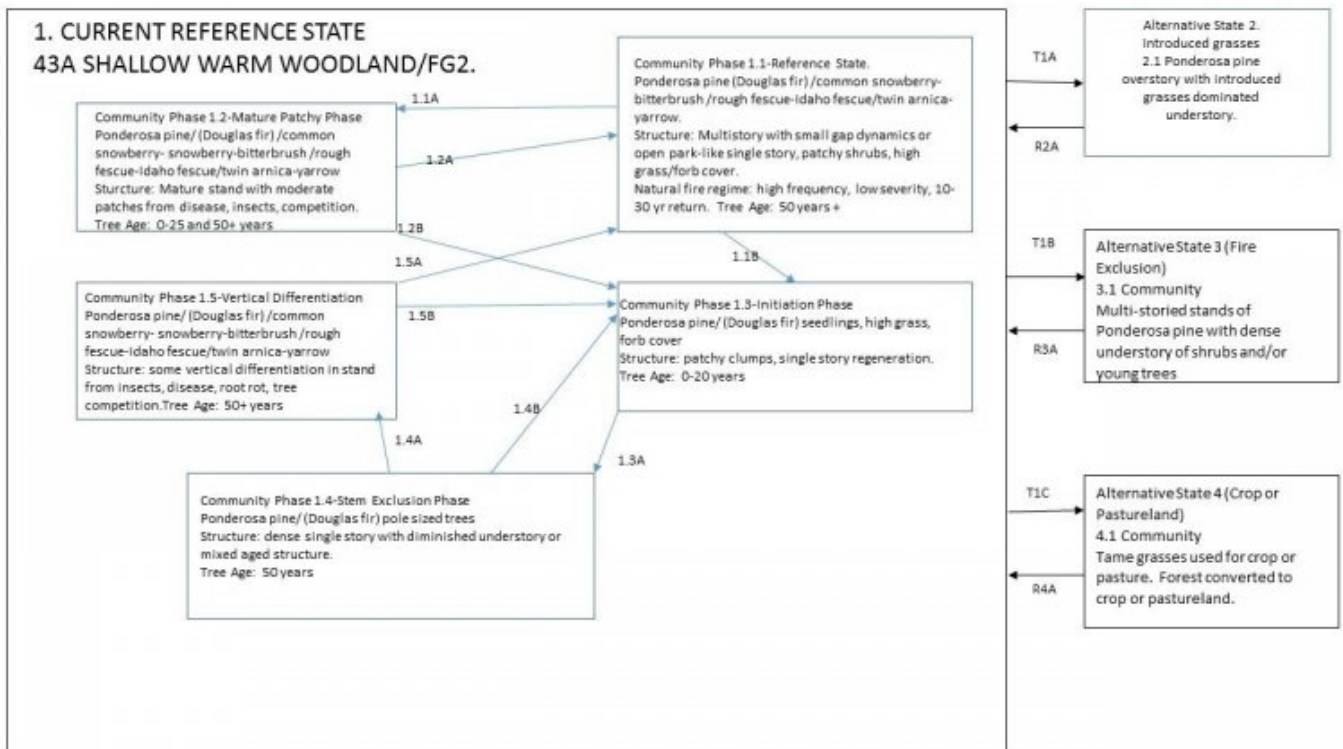 1. CURRENT REFERENCE STATE
43A SHALLOW WARM WOODLAND/FG2.
Community Phase 1.2-Mature Patchy Phase
Ponderosa pine/ (Douglas fir) /common
snowberry- snowberry-bitterbrush /rough
fescue-Idaho fescue/twin arnica-yarrow
Sturcture: Mature stand with moderate
patches from disease, insects, competition.
Tree Age: 0-25 and 50+ years
1.1A
1.2A
Community Phase 1.1-Reference State.
Ponderosa pine (Douglas fir) /common snowberry-
bitterbrush /rough fescue-Idaho fescue/twin arnica-
yarrow.
Structure: Multistory with small gap dynamics or
open park-like single story, patchy shrubs, high
grass/forb cover.
Natural fire regime: high frequency, low severity, 10-
30 yr return. Tree Age: 50 years +
1.2B
1.5A
1.1B
Community Phase 1.5-Vertical Differentiation
Ponderosa pine/ (Douglas fir) /common
snowberry- snowberry-bitterbrush /rough
fescue-Idaho fescue/twin arnica-yarrow
Structure: some vertical differentiation in stand
from insects, disease, root rot, tree
competition.Tree Age: 50+ years
1.5B
Community Phase 1.3-Initiation Phase
Ponderosa pine/ (Douglas fir) seedlings, high grass,
forb cover
Structure: patchy clumps, single story regeneration.
Tree Age: 0-20 years
1.4B
1.4A
1.3A
Community Phase 1.4-Stem Exclusion Phase
Ponderosa pine/ (Douglas fir) pole sized trees
Structure: dense single story with diminished understory or
mixed aged structure.
Tree Age: 50 years
T1A
R2A
Alternative State 2.
Introduced grasses
2.1 Ponderosa pine
overstory with introduced
grasses dominated
understory.
T1B
R3A
Alternative State 3 (Fire
Exclusion)
3.1 Community
Multi-storied stands of
Ponderosa pine with dense
understory of shrubs and/or
young trees
T1C
R4A
Alternative State 4 (Crop or
Pastureland)
4.1 Community
Tame grasses used for crop or
pasture. Forest converted to
crop or pastureland.